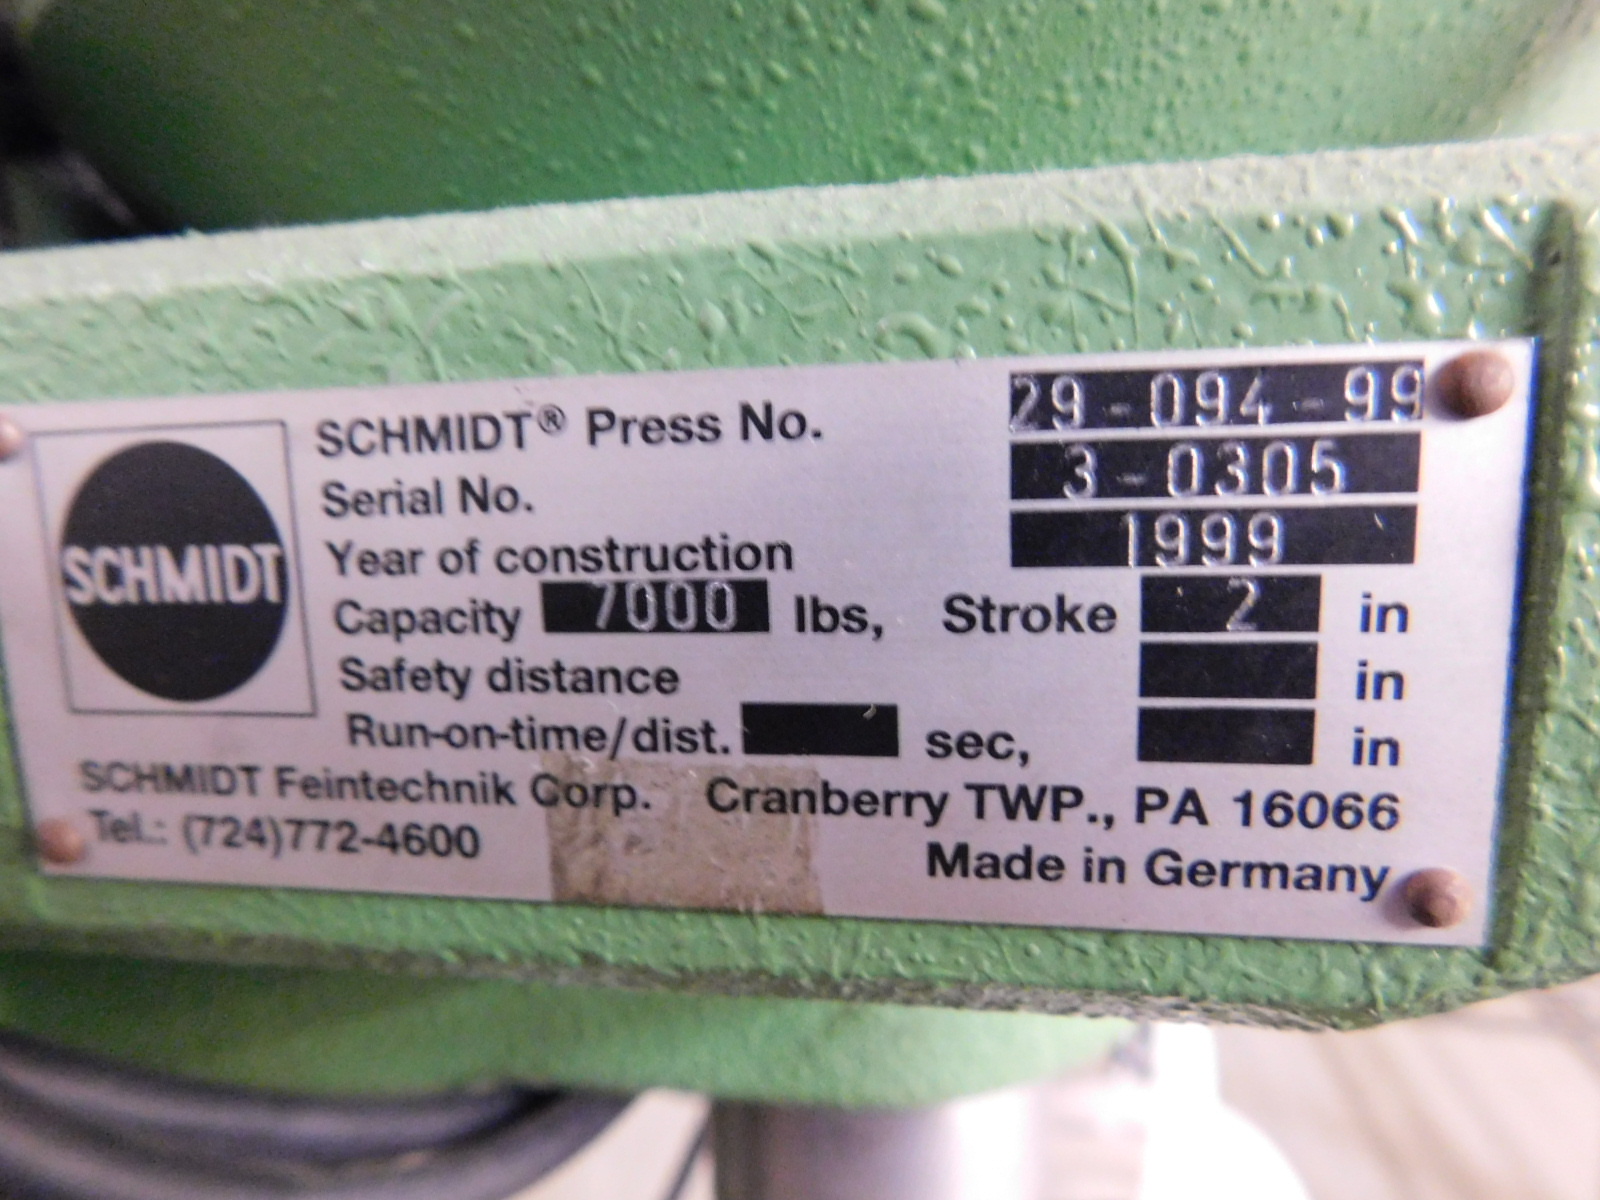 SCHMIDT
SCHMIDT® Press No. 29-094-99
Serial No. 3-0305
Year of construction 1999
Capacity 7000 lbs, Stroke 2 in
Safety distance in
Run-on-time/dist. sec, in
SCHMIDT Feintechnik Corp. Cranberry TWP., PA 16066
Tel.: (724)772-4600
Made in Germany